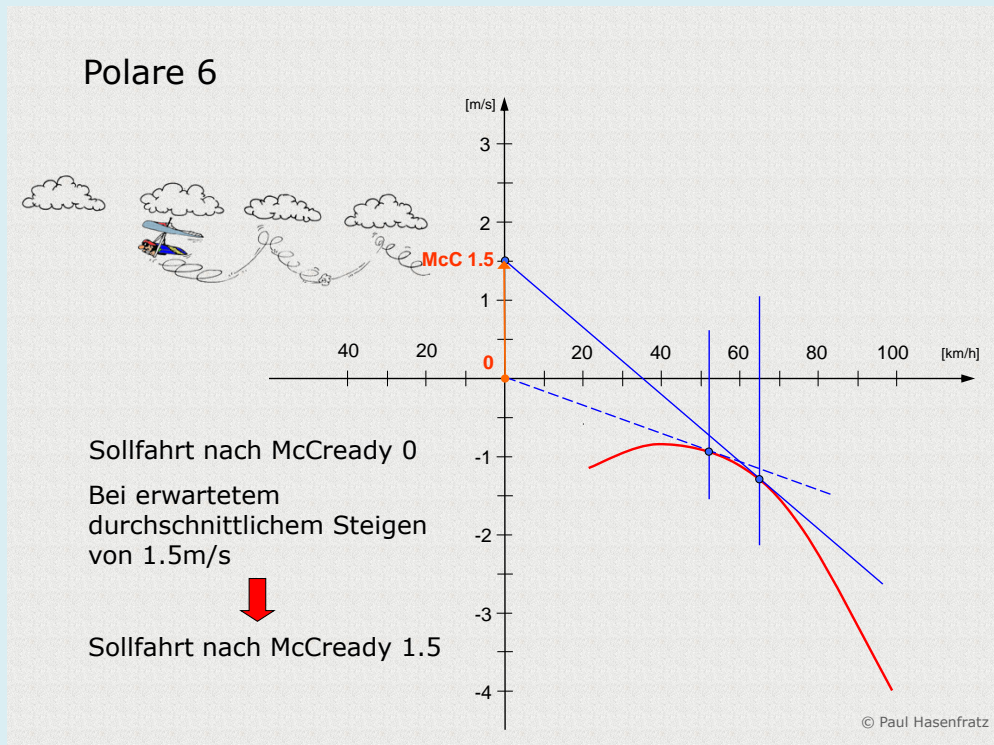 Polare 6
[m/s]
3
2
McC 1.5
1
0
40 20 20 40 60 80 100 [km/h]
-1
-2
-3
-4
Sollfahrt nach McCready 0
Bei erwartetem
durchschnittlichem Steigen
von 1.5m/s
Sollfahrt nach McCready 1.5
© Paul Hasenfratz